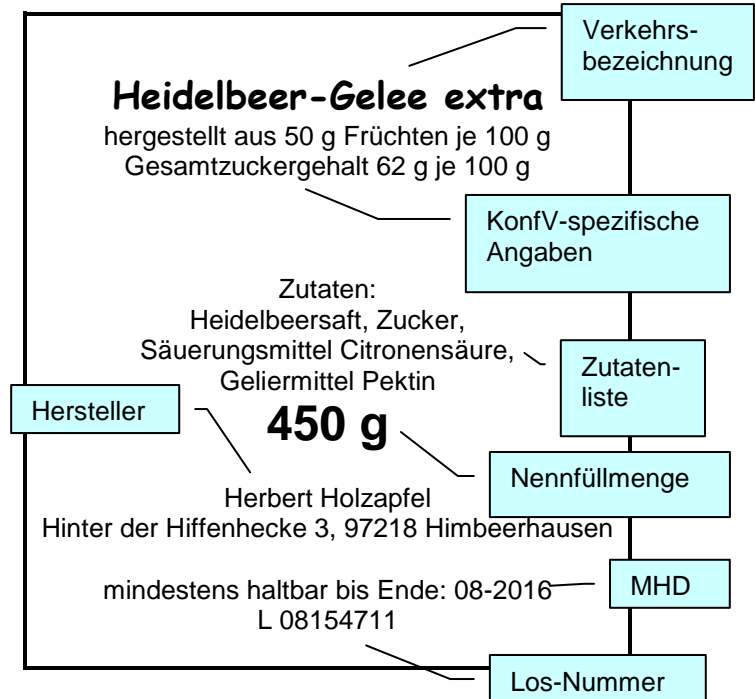 Verkehrs-
bezeichnung
Heidelbeer-Gelee extra
hergestellt aus 50 g Früchten je 100 g
Gesamtzuckergehalt 62 g je 100 g
KonfV-spezifische
Angaben
Zutaten:
Heidelbeersaft, Zucker,
Säuerungsmittel Citronensäure,
Geliermittel Pektin
Zutaten-
liste
Hersteller
450 g
Nennfüllmenge
Herbert Holzapfel
Hinter der Hiffenhecke 3, 97218 Himbeerhausen
mindestens haltbar bis Ende: 08-2016
MHD
L 08154711
Los-Nummer